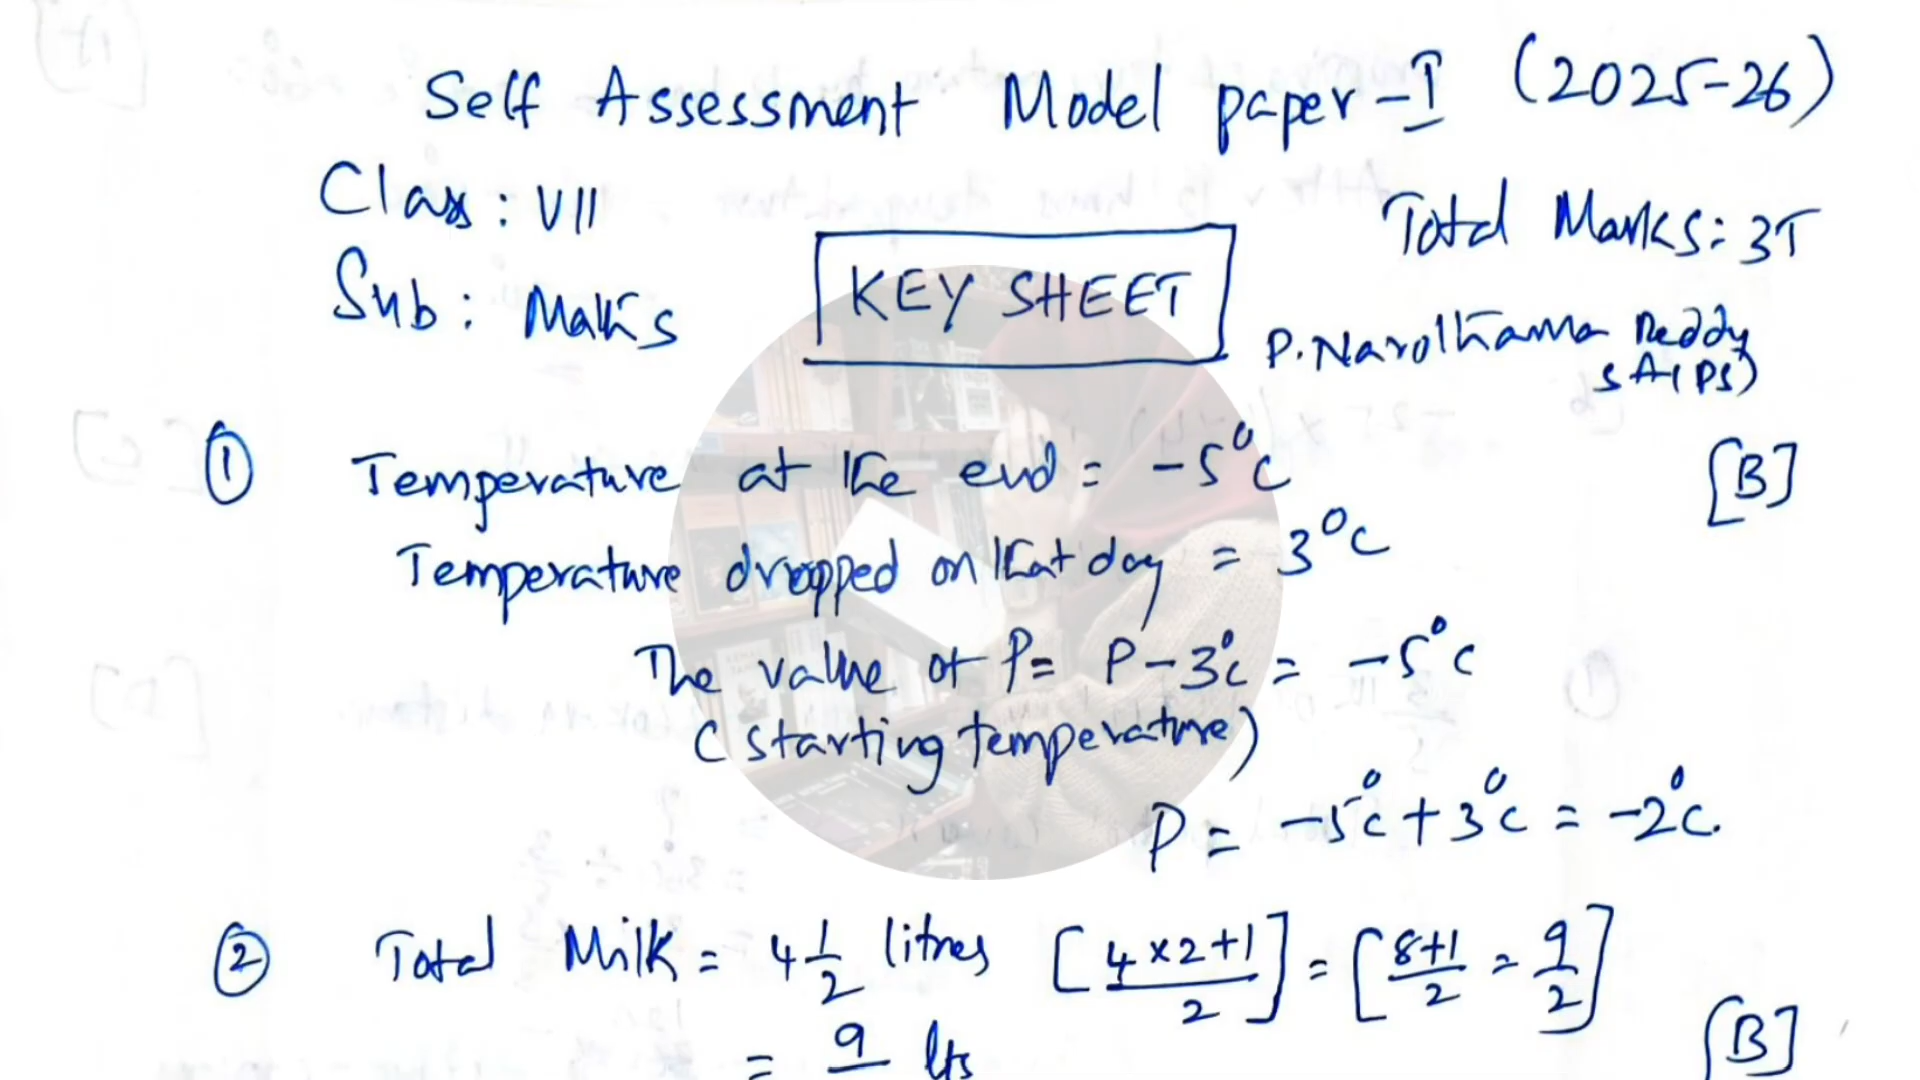 Self Assessment Model paper-I (2025-26)
Class: VII
Total Marks: 35
Sub: Maths
KEY SHEET
P. Narolthama Reddy
SA(PS)
① Temperature at the end = -5°C [B]
Temperature dropped on that day = 3°C
The value of P = P-3°C = -5°C
(starting temperature)
P = -5°C + 3°C = -2°C.
② Total Milk = 4 1/2 litres [4×2+1/2] = [8+1/2 = 9/2]
[B]
= 9 lts